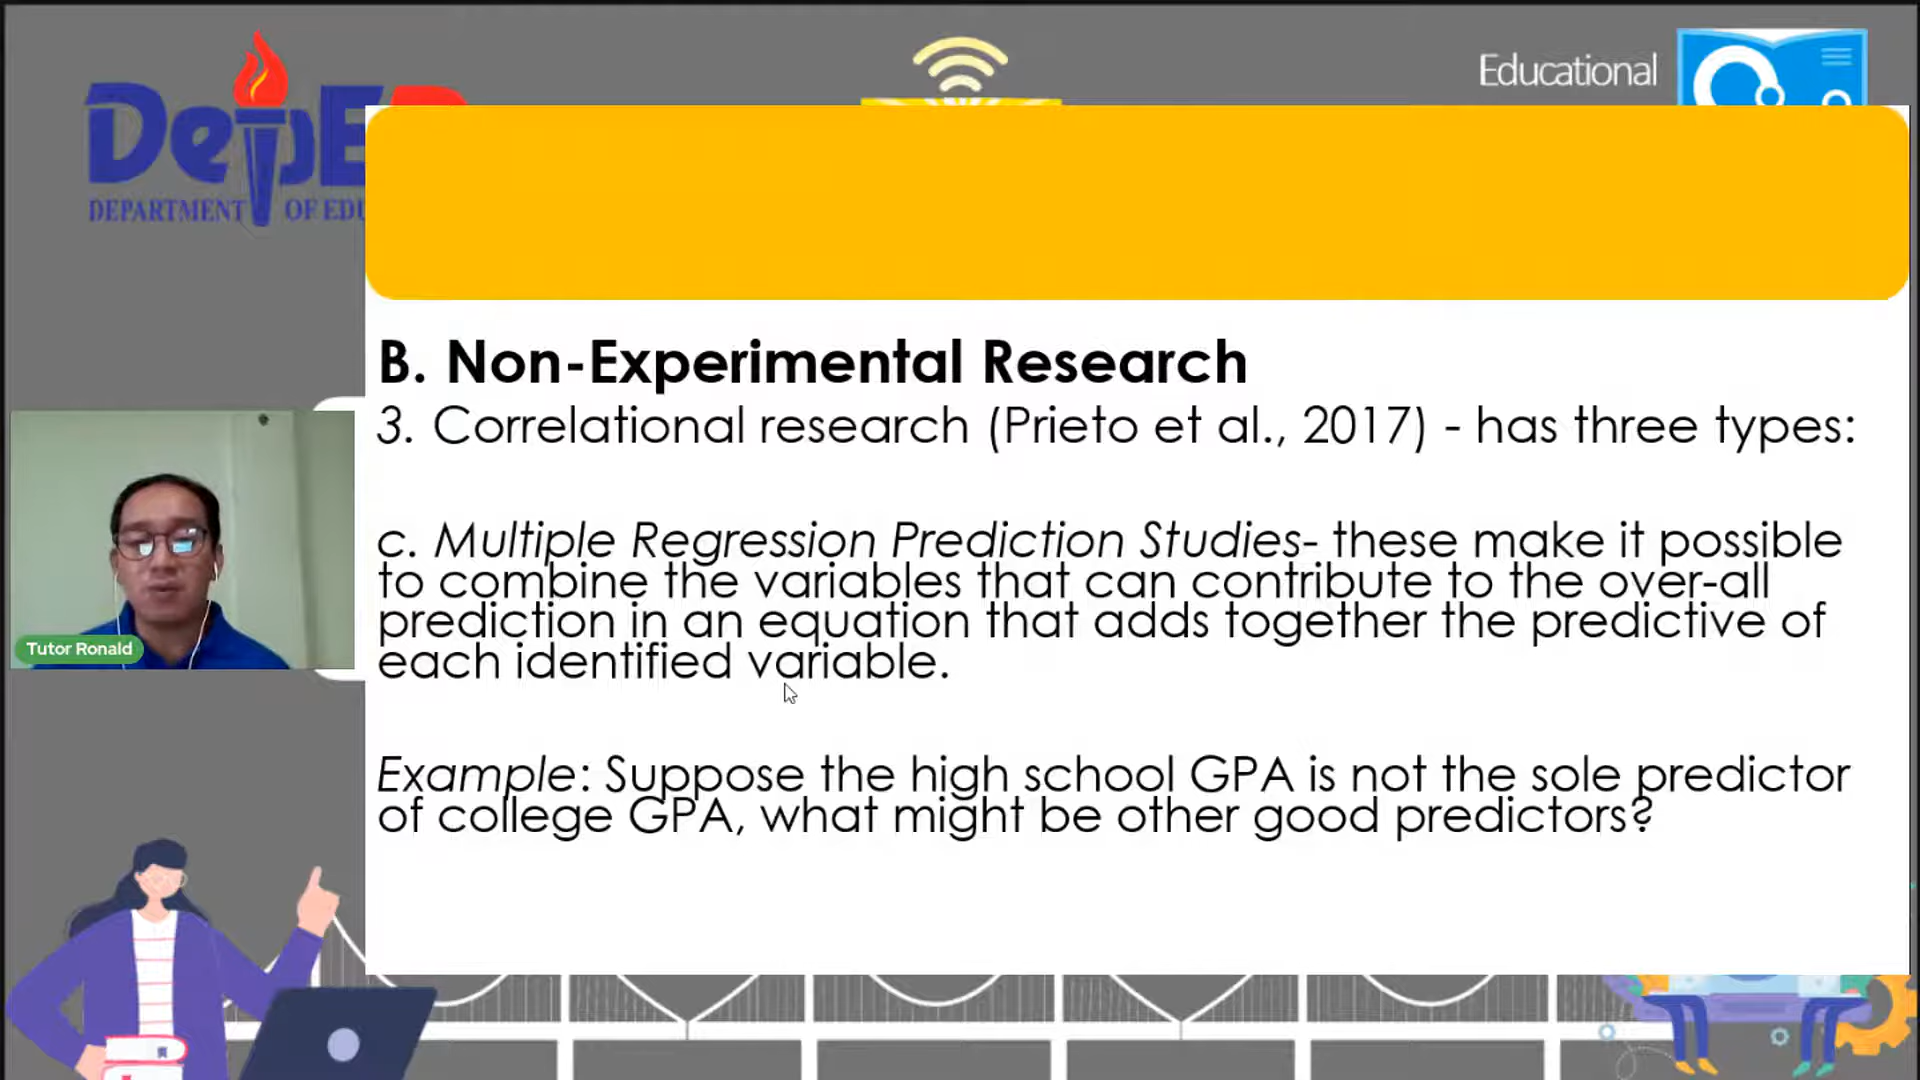 DepE
DEPARTMENT OF EDU
Educational
B. Non-Experimental Research
3. Correlational research (Prieto et al., 2017) - has three types:
c. Multiple Regression Prediction Studies- these make it possible
to combine the variables that can contribute to the over-all
prediction in an equation that adds together the predictive of
each identified variable.
Example: Suppose the high school GPA is not the sole predictor
of college GPA, what might be other good predictors?
Tutor Ronald